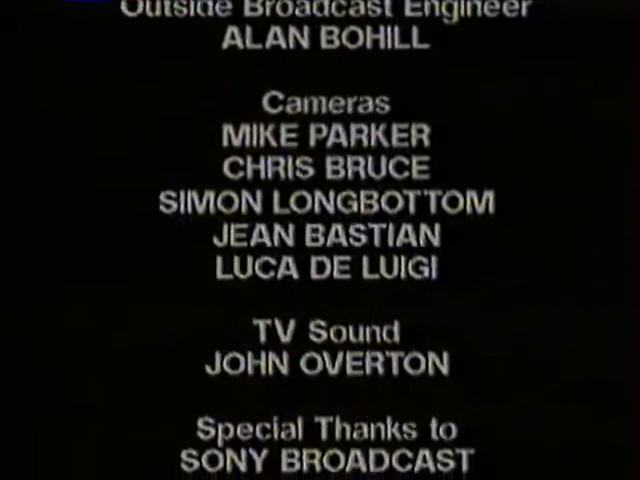 Outside Broadcast Engineer
ALAN BOHILL
Cameras
MIKE PARKER
CHRIS BRUCE
SIMON LONGBOTTOM
JEAN BASTIAN
LUCA DE LUIGI
TV Sound
JOHN OVERTON
Special Thanks to
SONY BROADCAST